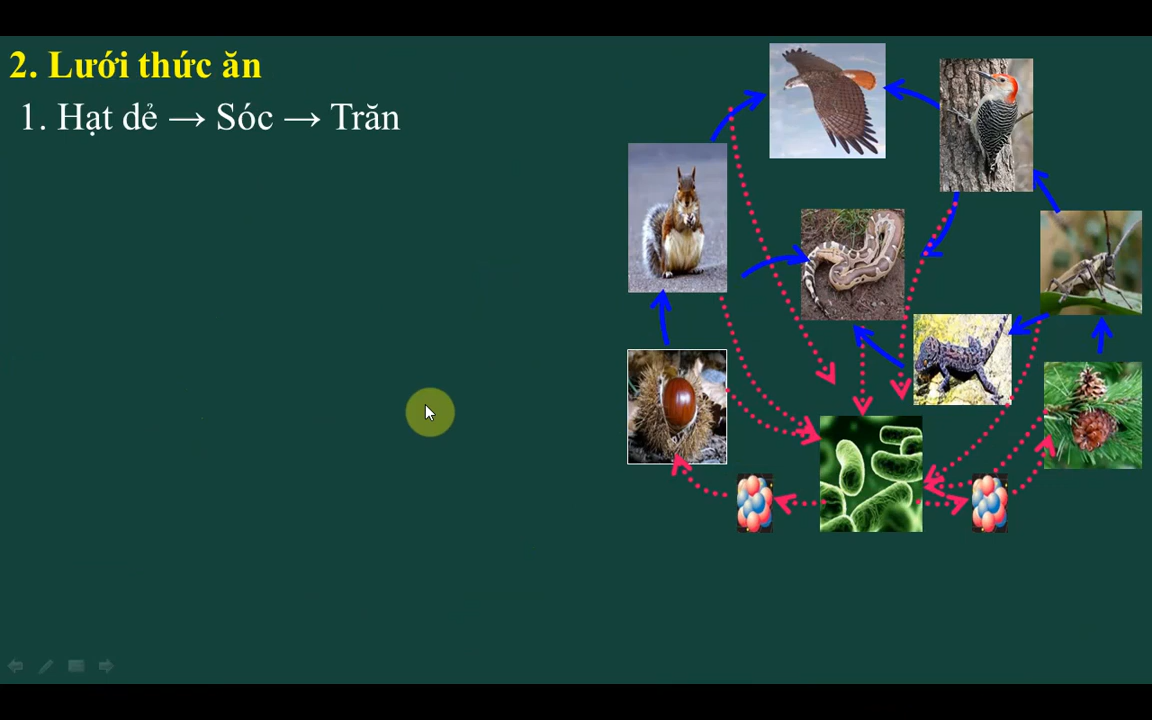 2. Lưới thức ăn
1. Hạt dẻ → Sóc → Trăn